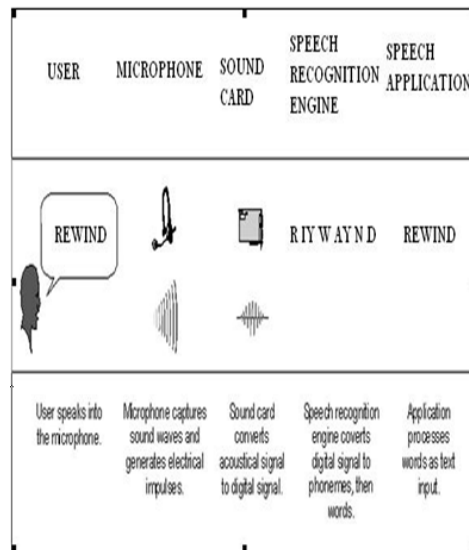 USER
MICROPHONE
SOUND
CARD
SPEECH
RECOGNITION
ENGINE
SPEECH
APPLICATION
REWIND
R IY W AY N D
REWIND
User speaks into
the microphone.
Microphone captures
sound waves and
generates electrical
impulses.
Sound card
converts
acoustical signal
to digital signal.
Speech recognition
engine coverts
digital signal to
phonemes, then
words.
Application
processes
words as text
input.